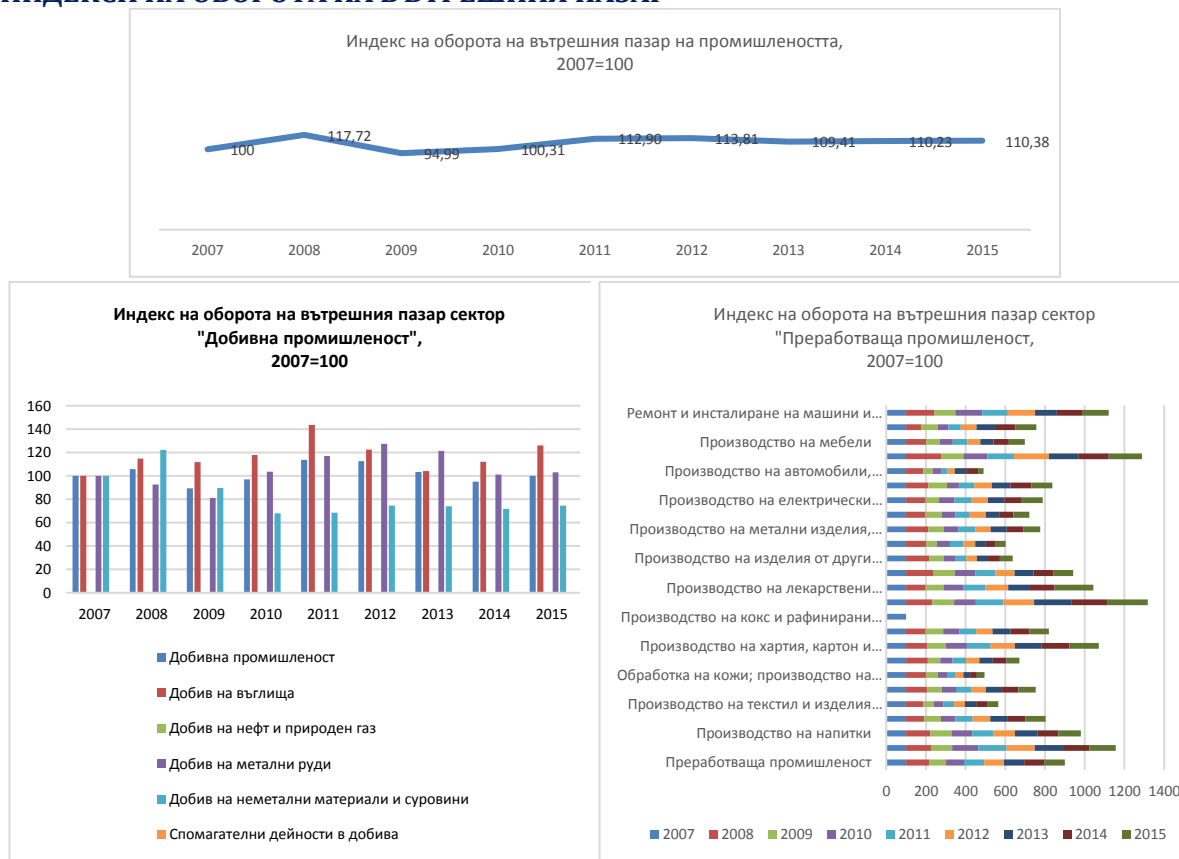 ИНДЕКСИ НА ОБОРОТА НА ВЪТРЕШНИЯ ПАЗАР
Индекс на оборота на вътрешния пазар на промишлеността,
2007=100
100
117,72
94,99
100,31
112,90
113,81
109,41
110,23
110,38
2007 2008 2009 2010 2011 2012 2013 2014 2015
Индекс на оборота на вътрешния пазар сектор
"Добивна промишленост",
2007=100
160
140
120
100
80
60
40
20
0
2007 2008 2009 2010 2011 2012 2013 2014 2015
Добивна промишленост
Добив на въглища
Добив на нефт и природен газ
Добив на метални руди
Добив на неметални материали и суровини
Спомагателни дейности в добива
Индекс на оборота на вътрешния пазар сектор
"Преработваща промишленост,
2007=100
Ремонт и инсталиране на машини и...
Производство на мебели
Производство на автомобили,...
Производство на електрически...
Производство на метални изделия,...
Производство на изделия от други...
Производство на лекарствени...
Производство на кокс и рафинирани...
Производство на хартия, картон и...
Обработка на кожи; производство на...
Производство на текстил и изделия...
Производство на напитки
Преработваща промишленост
0 200 400 600 800 1000 1200 1400
2007 2008 2009 2010 2011 2012 2013 2014 2015